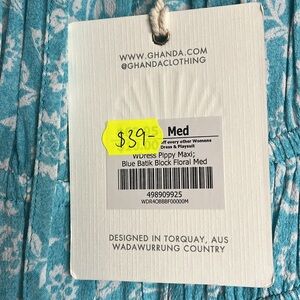 WWW.GHANDA.COM
@GHANDACLOTHING
$39-
Med
off every other Womens
Dress & Playsuit
WDress Pippy Maxi;
Blue Batik Block Floral Med
498909925
WDR4OBBBF00000M
DESIGNED IN TORQUAY, AUS
WADAWURRUNG COUNTRY